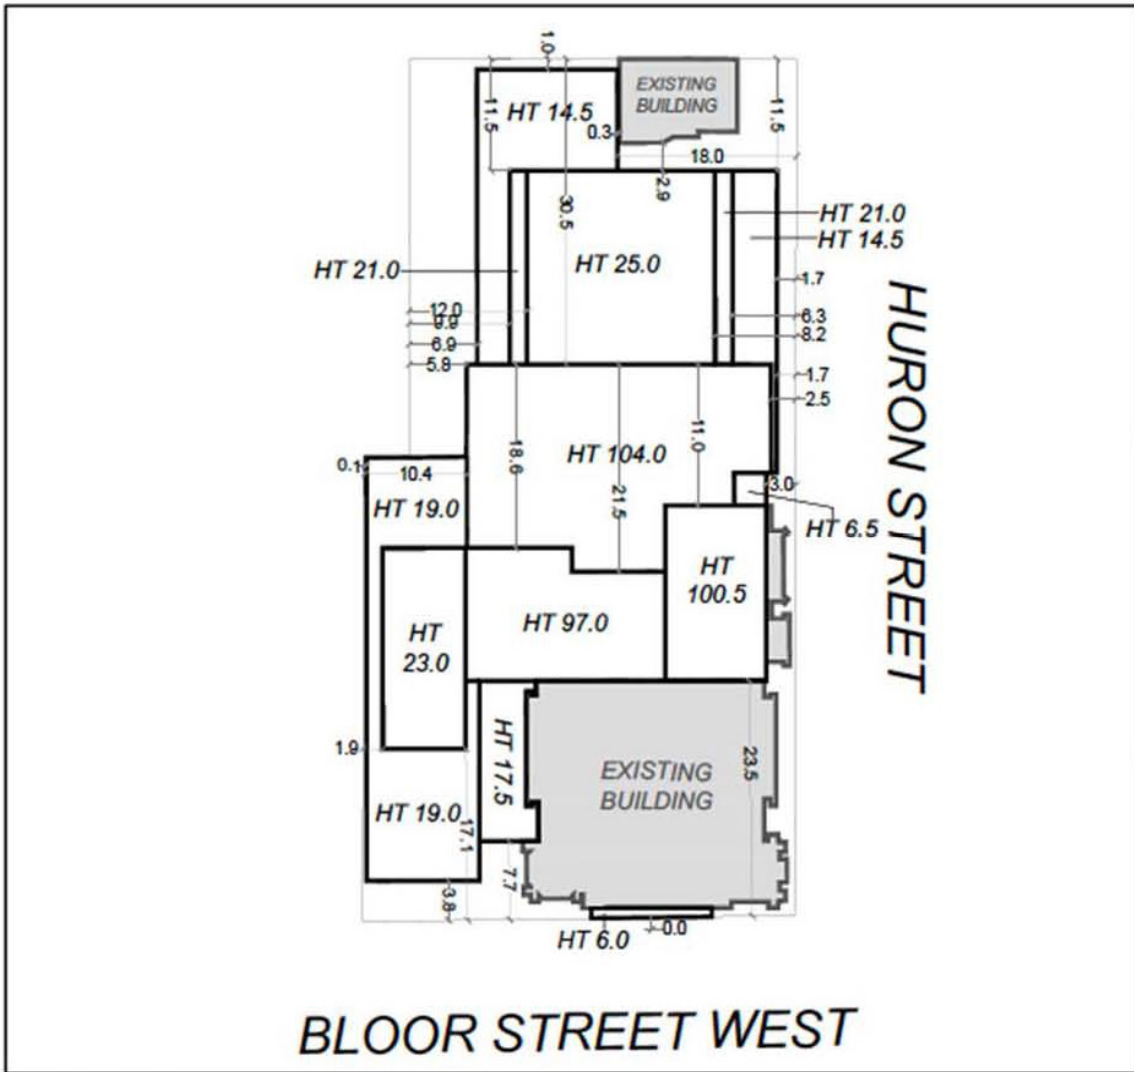 1.0
EXISTING
BUILDING
11.5
HT 14.5
11.5
0.3
18.0
2.9
30.5
HT 21.0
HT 14.5
HT 25.0
HT 21.0
1.7
12.0
9.9
6.3
8.2
6.9
5.8
1.7
2.5
HURON STREET
18.6
HT 104.0
11.0
21.5
0.1
10.4
3.0
HT 19.0
HT 6.5
HT
100.5
HT 97.0
HT
23.0
1.9
HT 17.5
EXISTING
BUILDING
23.5
HT 19.0
17.1
7.7
3.8
0.0
HT 6.0
BLOOR STREET WEST